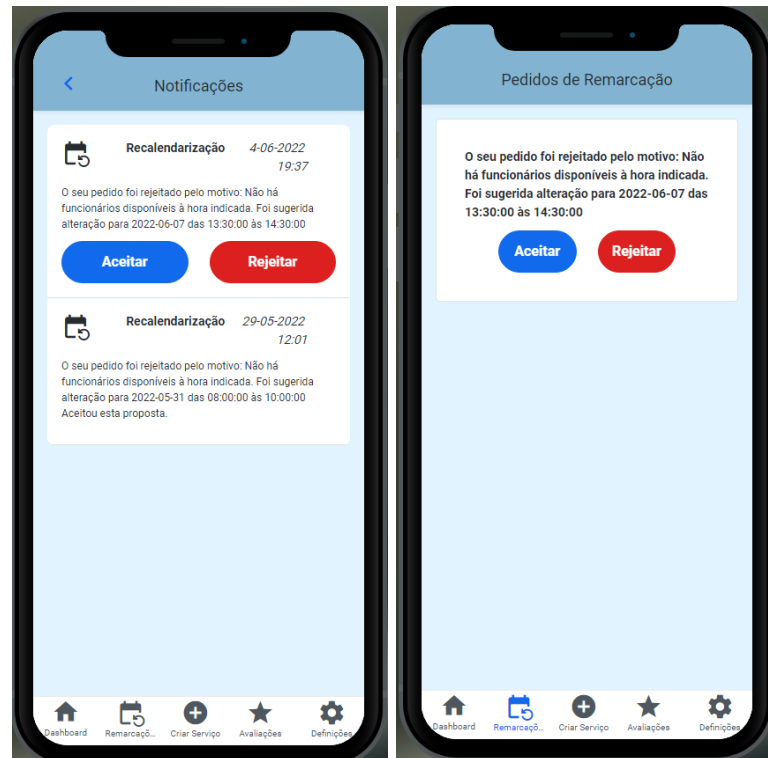 Notificações
Recalendarização 4-06-2022
19:37
O seu pedido foi rejeitado pelo motivo: Não há
funcionários disponíveis à hora indicada. Foi sugerida
alteração para 2022-06-07 das 13:30:00 às 14:30:00
Aceitar Rejeitar
Recalendarização 29-05-2022
12:01
O seu pedido foi rejeitado pelo motivo: Não há
funcionários disponíveis à hora indicada. Foi sugerida
alteração para 2022-05-31 das 08:00:00 às 10:00:00
Aceitou esta proposta.
Dashboard Remarcaçõ... Criar Serviço Avaliações Definições
Pedidos de Remarcação
O seu pedido foi rejeitado pelo motivo: Não
há funcionários disponíveis à hora indicada.
Foi sugerida alteração para 2022-06-07 das
13:30:00 às 14:30:00
Aceitar Rejeitar
Dashboard Remarcaçõ... Criar Serviço Avaliações Definições